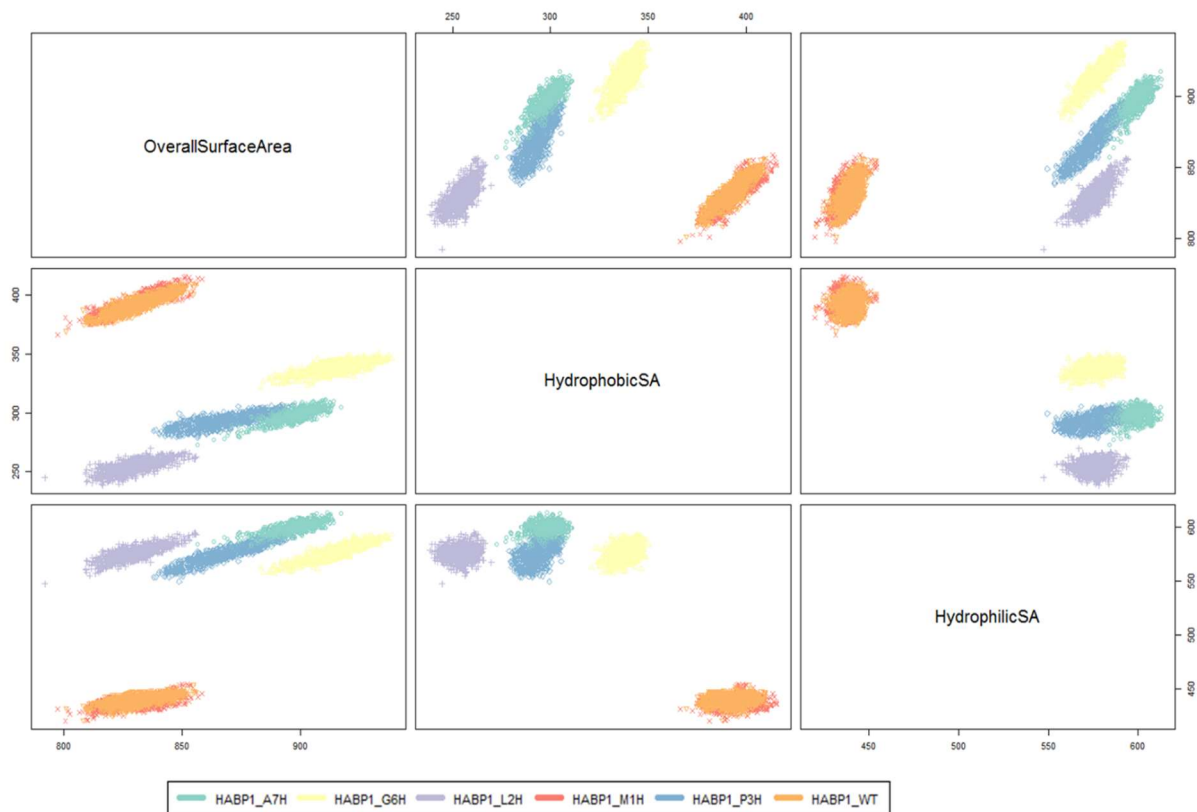 250 300 350 400
OverallSurfaceArea
800 850 900
250 300 350 400
HydrophobicSA
450 500 550 600
HydrophilicSA
800 850 900
450 500 550 600
HABP1_A7H HABP1_G6H HABP1_L2H HABP1_M1H HABP1_P3H HABP1_WT